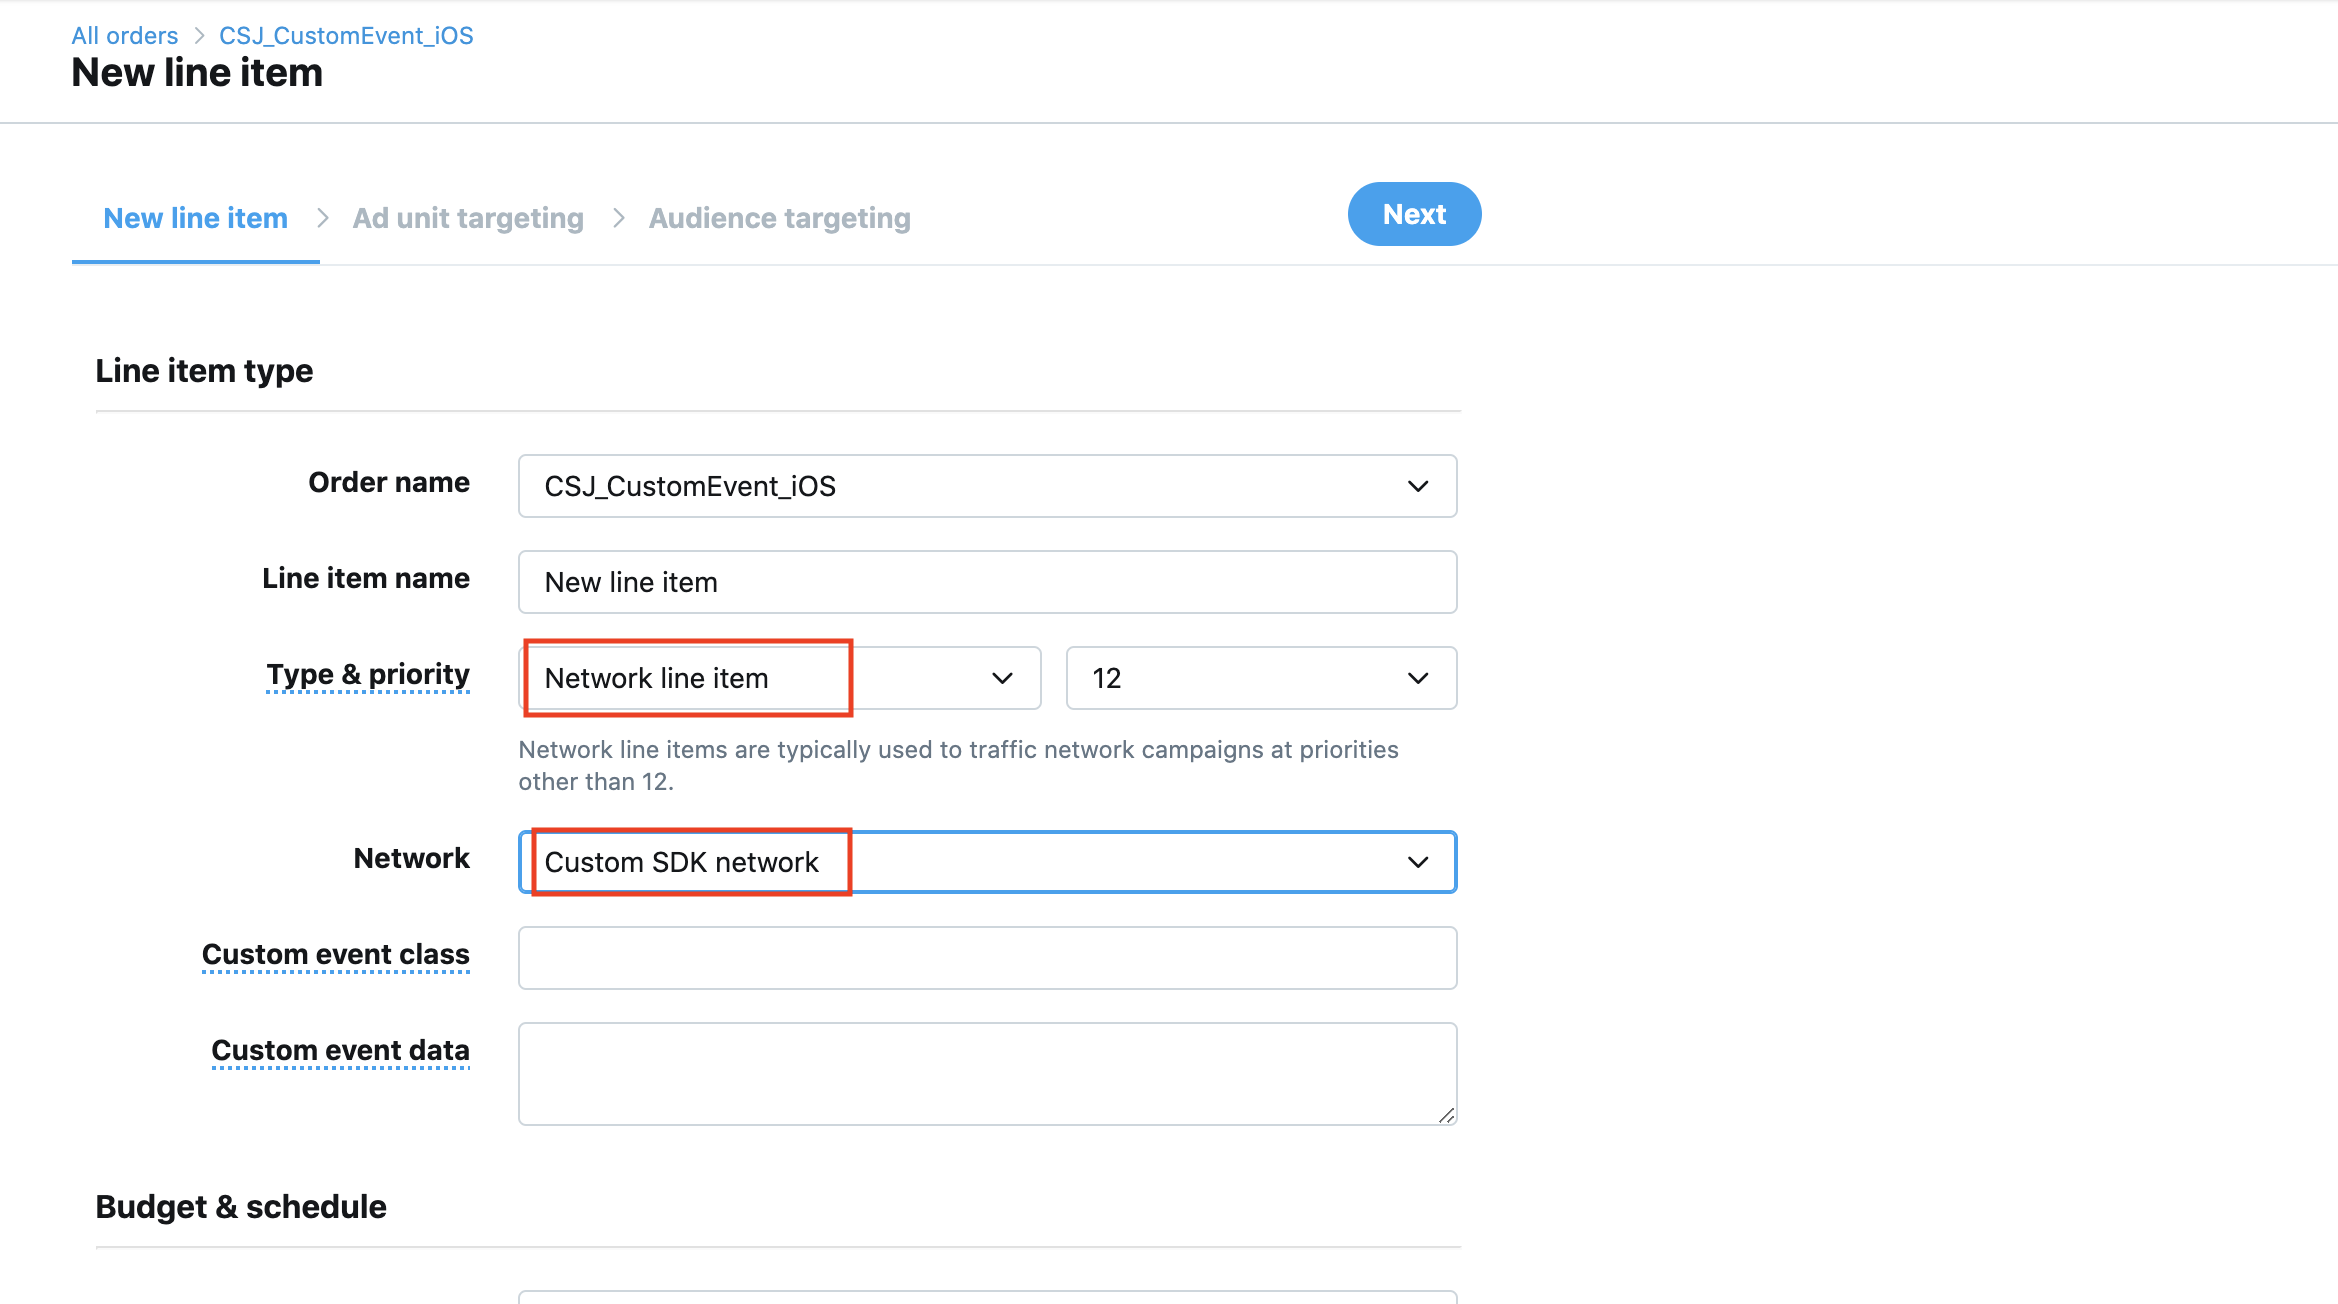 All orders > CSJ_CustomEvent_iOS
New line item
New line item > Ad unit targeting > Audience targeting
Next
Line item type
Order name
CSJ_CustomEvent_iOS
Line item name
New line item
Type & priority
Network line item
12
Network line items are typically used to traffic network campaigns at priorities
other than 12.
Network
Custom SDK network
Custom event class
Custom event data
Budget & schedule